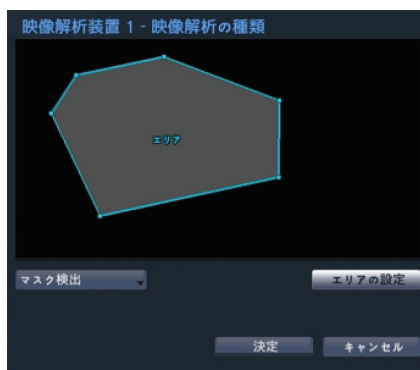 映像解析装置 1 - 映像解析の種類
エリア
マスク検出
エリアの設定
決定
キャンセル